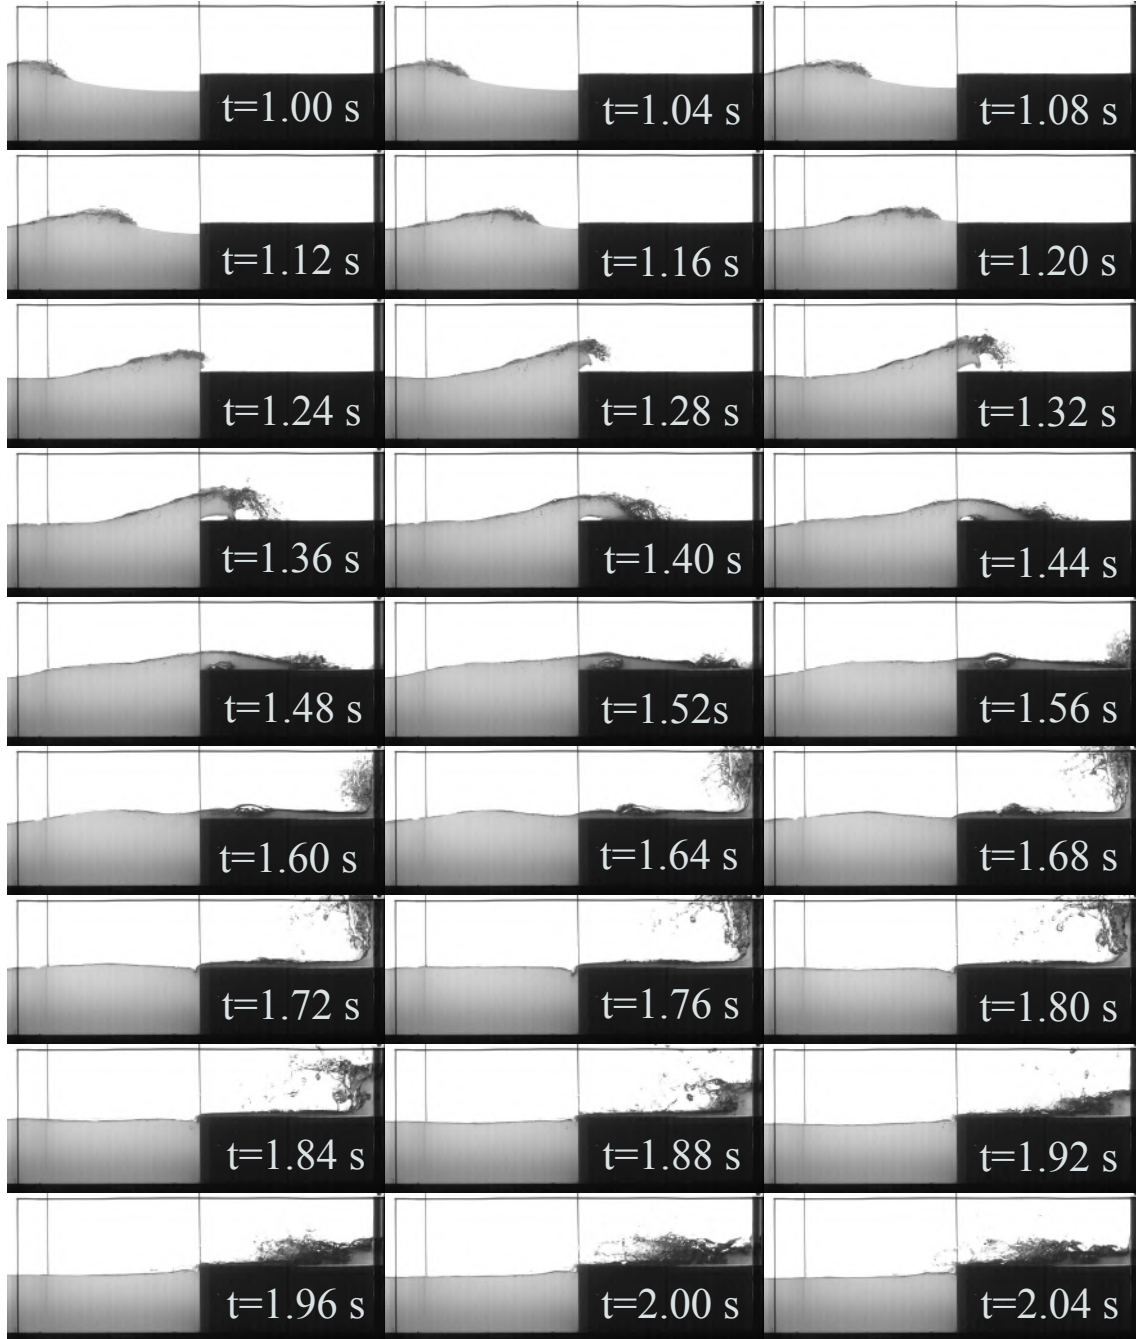 t=1.00 s
t=1.04 s
t=1.08 s
t=1.12 s
t=1.16 s
t=1.20 s
t=1.24 s
t=1.28 s
t=1.32 s
t=1.36 s
t=1.40 s
t=1.44 s
t=1.48 s
t=1.52s
t=1.56 s
t=1.60 s
t=1.64 s
t=1.68 s
t=1.72 s
t=1.76 s
t=1.80 s
t=1.84 s
t=1.88 s
t=1.92 s
t=1.96 s
t=2.00 s
t=2.04 s